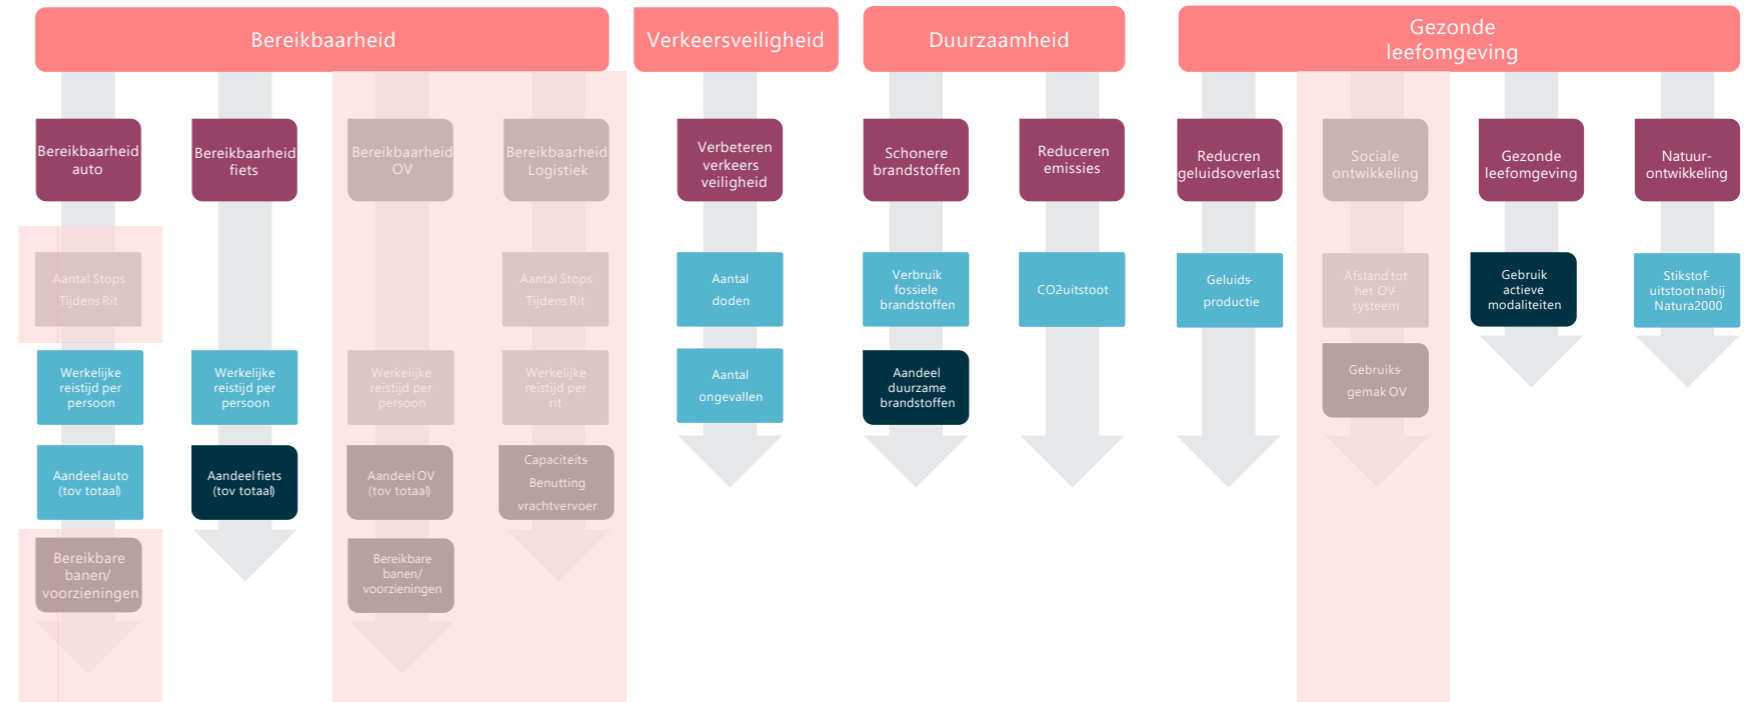 Bereikbaarheid
Verkeersveiligheid
Duurzaamheid
Gezonde
leefomgeving
Bereikbaarheid
auto
Bereikbaarheid
fiets
Bereikbaarheid
OV
Bereikbaarheid
Logistiek
Verbeteren
verkeers
veiligheid
Schonere
brandstoffen
Reduceren
emissies
Reducren
geluidsoverlast
Sociale
ontwikkeling
Gezonde
leefomgeving
Natuur-
ontwikkeling
Aantal Stops
Tijdens Rit
Aantal Stops
Tijdens Rit
Aantal
doden
Verbruik
fossiele
brandstoffen
CO2-uitstoot
Geluids-
productie
Afstand tot
het OV-
systeem
Gebruik
actieve
modaliteiten
Stikstof-
uitstoot nabij
Natura2000
Werkelijke
reistijd per
persoon
Werkelijke
reistijd per
persoon
Werkelijke
reistijd per
persoon
Werkelijke
reistijd per
rit
Aantal
ongevallen
Aandeel
duurzame
brandstoffen
Gebruiks-
gemak OV
Aandeel auto
(tov totaal)
Aandeel fiets
(tov totaal)
Aandeel OV
(tov totaal)
Capaciteits-
Benutting
vrachtvervoer
Bereikbare
banen/
voorzieningen
Bereikbare
banen/
voorzieningen